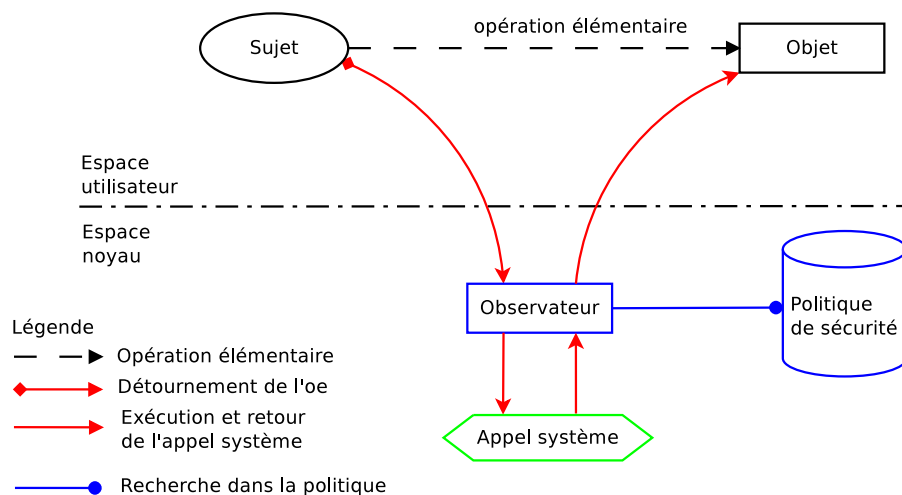 opération élémentaire
Sujet
Objet
Espace
utilisateur
Espace
noyau
Observateur
Politique
de sécurité
Appel système
Légende
Opération élémentaire
Détournement de l'oe
Exécution et retour
de l'appel système
Recherche dans la politique